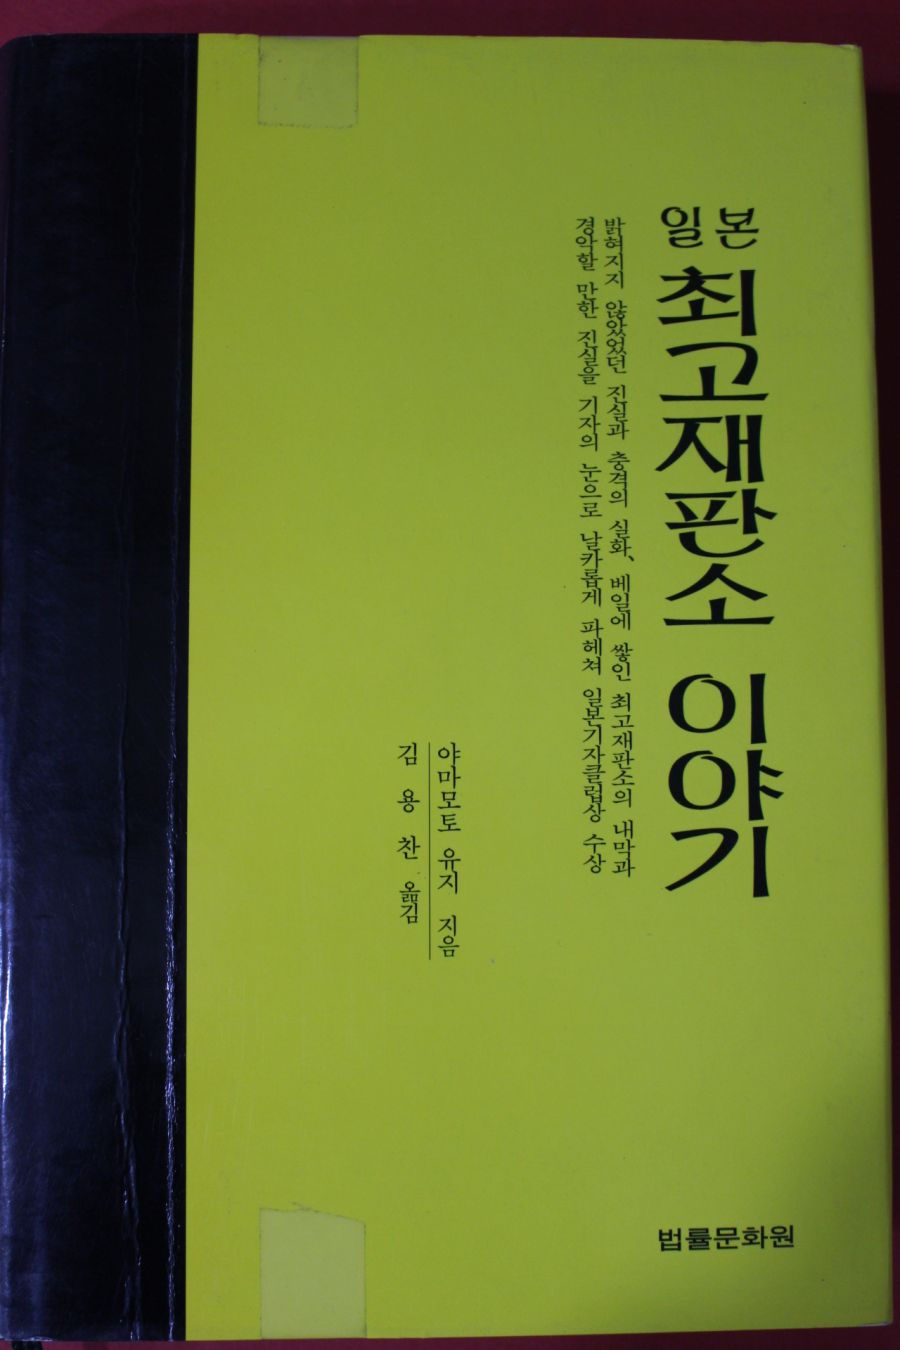 일본
최고재판소 이야기
밝혀지지 않았었던 진실과 충격의 실화、 베일에 쌓인 최고재판소의 내막과
경악할 만한 진실을 기자의 눈으로 날카롭게 파헤쳐 일본기자클럽상 수상
야마모토 유지 지음
김용찬 옮김
법률문화원